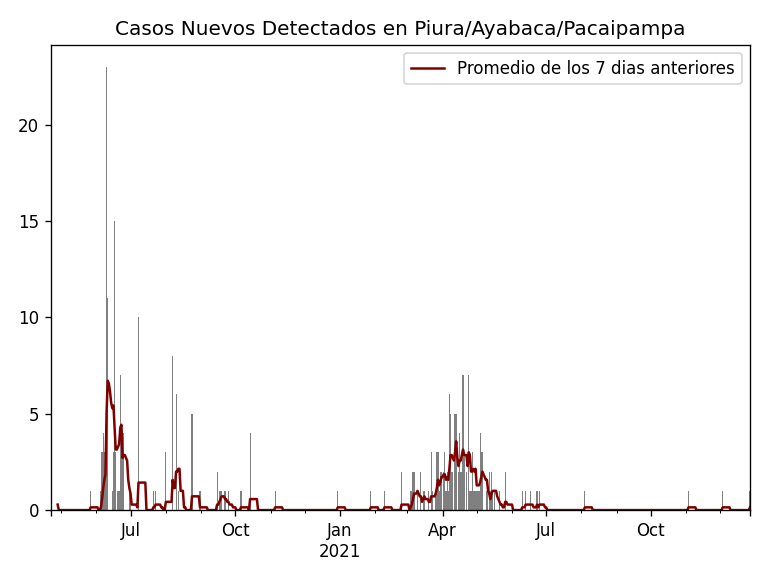 Casos Nuevos Detectados en Piura/Ayabaca/Pacaipampa
Promedio de los 7 dias anteriores
20
15
10
5
0
Jul
Oct
Jan
Apr
Jul
Oct
2021